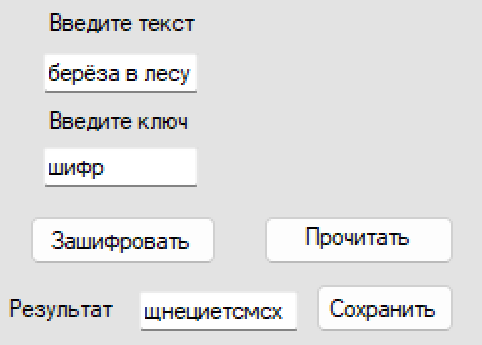 Введите текст
берёза в лесу
Введите ключ
шифр
Зашифровать Прочитать
Результат щнециетсмсх Сохранить